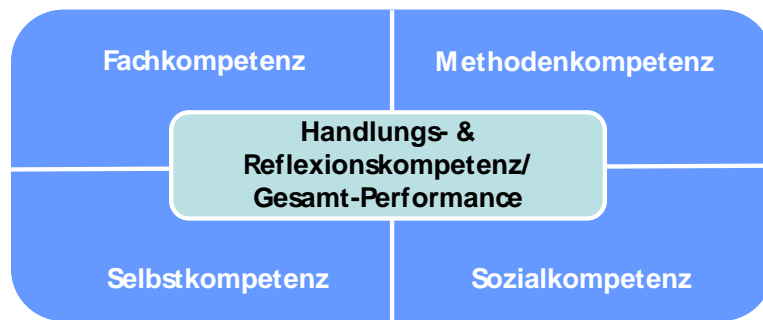 Fachkompetenz
Methodenkompetenz
Handlungs- &
Reflexionskompetenz/
Gesamt-Performance
Selbstkompetenz
Sozialkompetenz